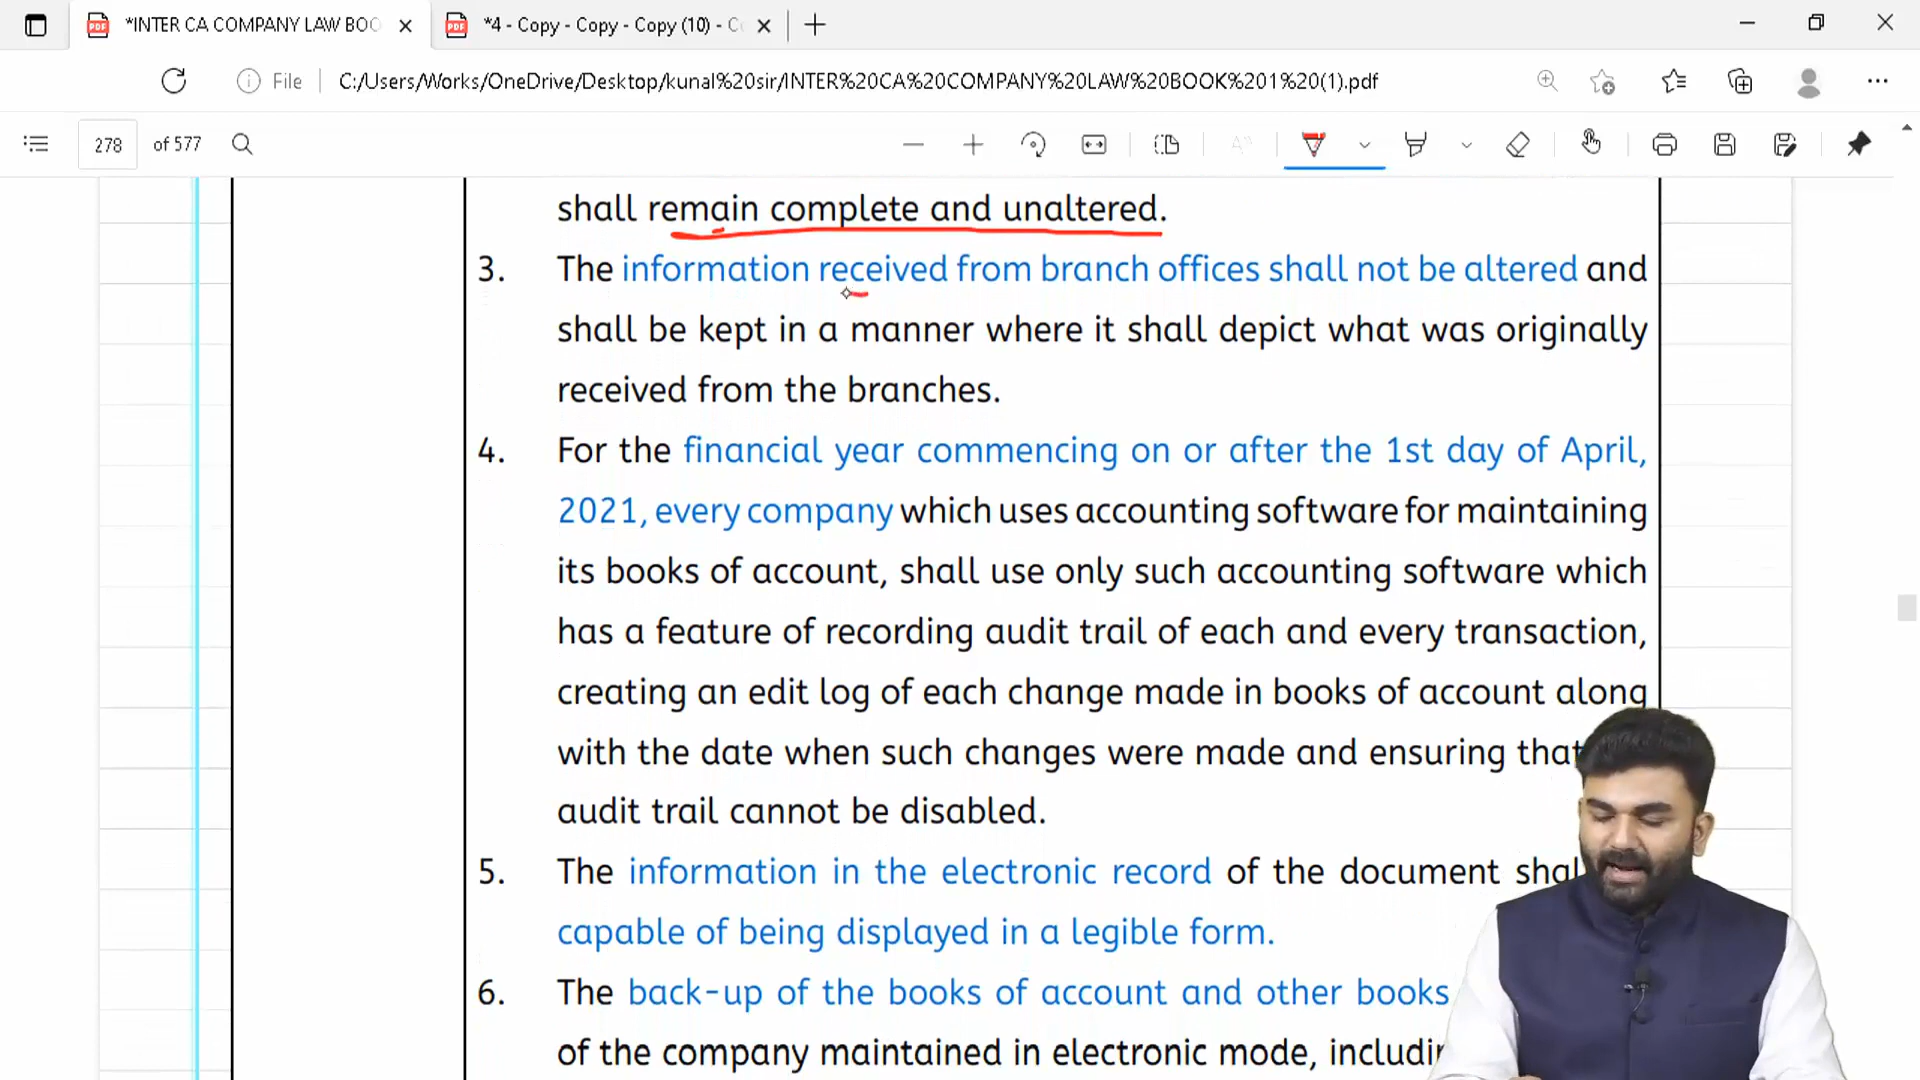 *INTER CA COMPANY LAW BOO
*4 - Copy - Copy - Copy (10) - Co
File
C:/Users/Works/OneDrive/Desktop/kunal%20sir/INTER%20CA%20COMPANY%20LAW%20BOOK%201%20(1).pdf
278 of 577
shall remain complete and unaltered.
3. The information received from branch offices shall not be altered and
shall be kept in a manner where it shall depict what was originally
received from the branches.
4. For the financial year commencing on or after the 1st day of April,
2021, every company which uses accounting software for maintaining
its books of account, shall use only such accounting software which
has a feature of recording audit trail of each and every transaction,
creating an edit log of each change made in books of account along
with the date when such changes were made and ensuring that
audit trail cannot be disabled.
5. The information in the electronic record of the document shal
capable of being displayed in a legible form.
6. The back-up of the books of account and other books
of the company maintained in electronic mode, includin